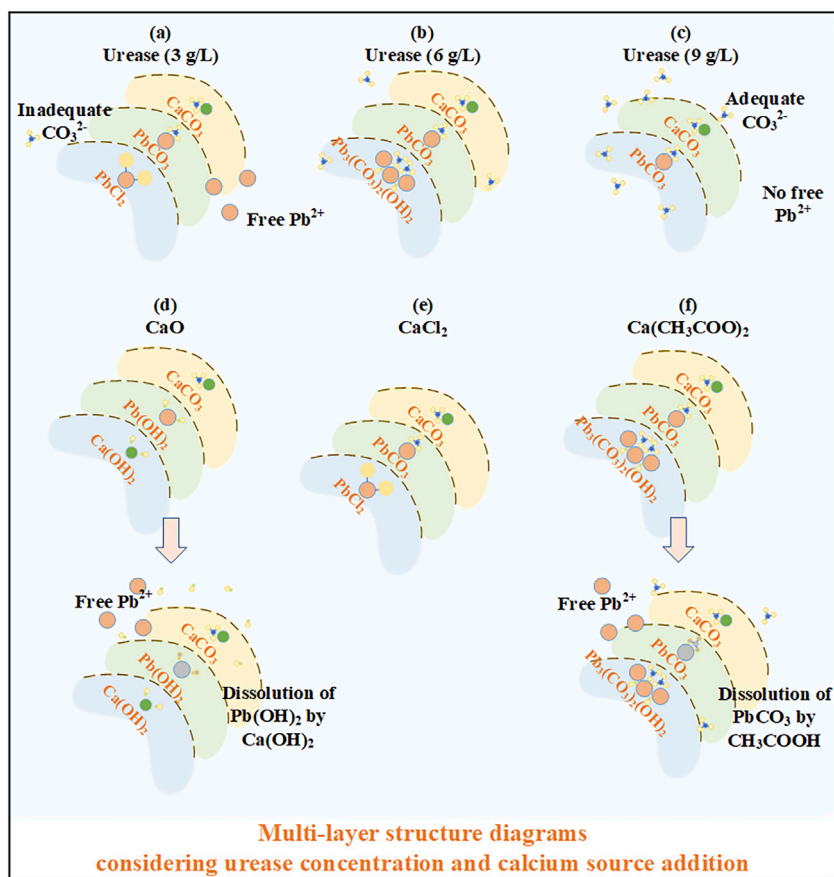 (a)
Urease (3 g/L)
Inadequate
CO₃²⁻
CaCO₃
PbCO₃
PbCl₂
Free Pb²⁺
(b)
Urease (6 g/L)
CaCO₃
PbCO₃
Pb₃(CO₃)₂(OH)₂
(c)
Urease (9 g/L)
Adequate
CO₃²⁻
CaCO₃
PbCO₃
No free
Pb²⁺
(d)
CaO
CaCO₃
Pb(OH)₂
Ca(OH)₂
Free Pb²⁺
CaCO₃
Pb(OH)₂
Ca(OH)₂
Dissolution of
Pb(OH)₂ by
Ca(OH)₂
(e)
CaCl₂
CaCO₃
PbCO₃
PbCl₂
(f)
Ca(CH₃COO)₂
CaCO₃
PbCO₃
Pb₃(CO₃)₂(OH)₂
Free Pb²⁺
CaCO₃
PbCO₃
Pb₃(CO₃)₂(OH)₂
Dissolution of
PbCO₃ by
CH₃COOH
Multi-layer structure diagrams
considering urease concentration and calcium source addition